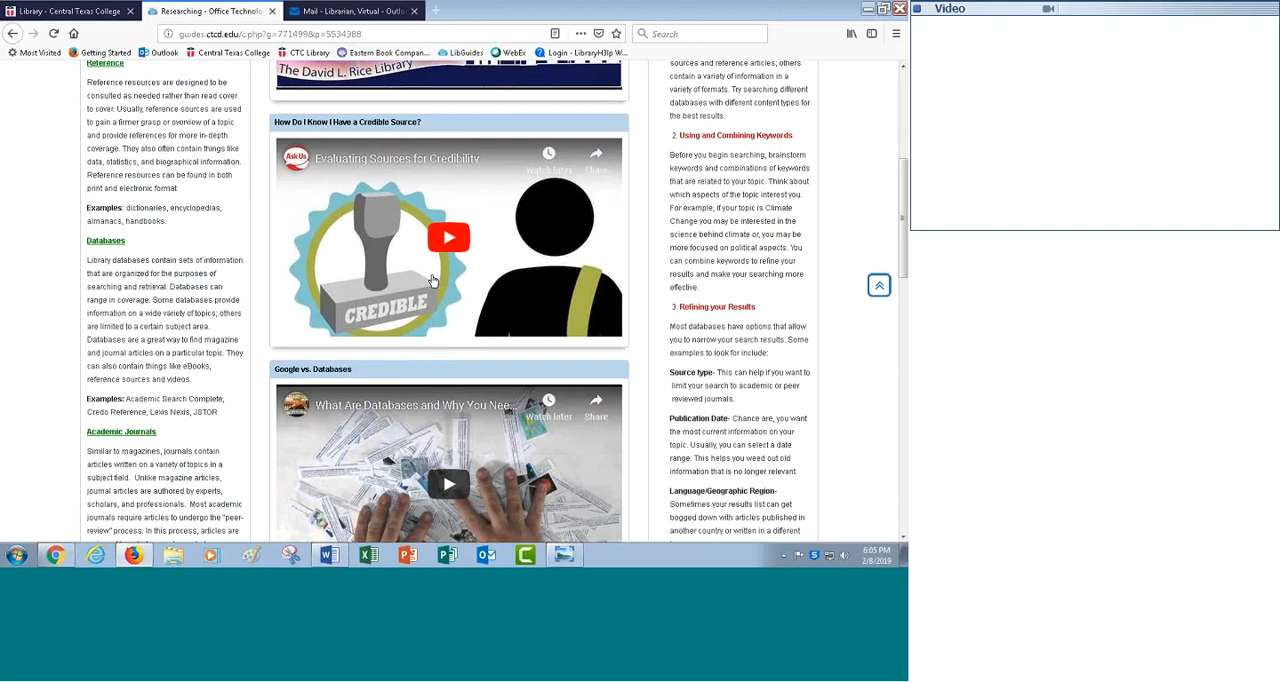 Library - Central Texas College
Researching - Office Technolo
Mail - Librarian, Virtual - Outlo
Video
guides.ctcd.edu/c.php?g=771499&p=5534388
Search
Most Visited
Getting Started
Outlook
Central Texas College
CTC Library
Eastern Book Compan...
LibGuides
WebEx
Login - LibraryH3lp W...
Reference
Reference resources are designed to
be consulted as needed rather than read cover
to cover. Usually, reference sources are used
to gain a firmer grasp or overview of a topic
and provide references for more in-depth
coverage. They also often contain things like
data, statistics, and biographical information.
Reference resources can be found in both
print and electronic format.
Examples: dictionaries, encyclopedias,
almanacs, handbooks.
Databases
Library databases contain sets of information
that are organized for the purposes of
searching and retrieval. Databases can
range in coverage. Some databases provide
information on a wide variety of topics; others
are limited to a certain subject area.
Databases are a great way to find magazine
and journal articles on a particular topic. They
can also contain things like eBooks,
reference sources and videos.
Examples: Academic Search Complete,
Credo Reference, Lexis Nexis, JSTOR
Academic Journals
Similar to magazines, journals contain
articles written on a variety of topics in a
subject field. Unlike magazine articles,
journal articles are authored by experts,
scholars, and professionals. Most academic
journals require articles to undergo the "peer-
review" process. In this process, articles are
The David L. Rice Library
How Do I Know I Have a Credible Source?
Ask Us
Evaluating Sources for Credibility
Watch later
Share
CREDIBLE
Google vs. Databases
What Are Databases and Why You Nee...
Watch later
Share
sources and reference articles; others
contain a variety of information in a
variety of formats. Try searching different
databases with different content types for
the best results.
2. Using and Combining Keywords
Before you begin searching, brainstorm
keywords and combinations of keywords
that are related to your topic. Think about
which aspects of the topic interest you.
For example, if your topic is Climate
Change you may be interested in the
science behind climate or, you may be
more focused on political aspects. You
can combine keywords to refine your
results and make your searching more
effective.
3. Refining your Results
Most databases have options that allow
you to narrow your search results. Some
examples to look for include:
Source type- This can help if you want to
limit your search to academic or peer
reviewed journals.
Publication Date- Chance are, you want
the most current information on your
topic. Usually, you can select a date
range. This helps you weed out old
information that is no longer relevant.
Language/Geographic Region-
Sometimes your results list can get
bogged down with articles published in
another country or written in a different
6:05 PM
2/8/2019